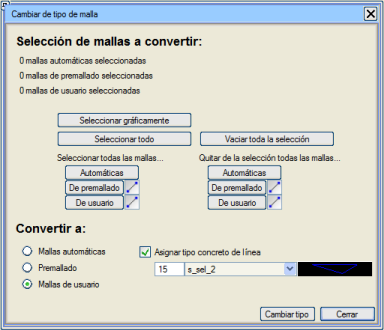 Cambiar de tipo de malla
Selección de mallas a convertir:
0 mallas automáticas seleccionadas
0 mallas de premallado seleccionadas
0 mallas de usuario seleccionadas
Seleccionar gráficamente
Seleccionar todo
Vaciar toda la selección
Seleccionar todas las mallas...
Quitar de la selección todas las mallas...
Automáticas
Automáticas
De premallado
De premallado
De usuario
De usuario
Convertir a:
Mallas automáticas
Asignar tipo concreto de línea
Premallado
15
s_sel_2
Mallas de usuario
Cambiar tipo
Cerrar